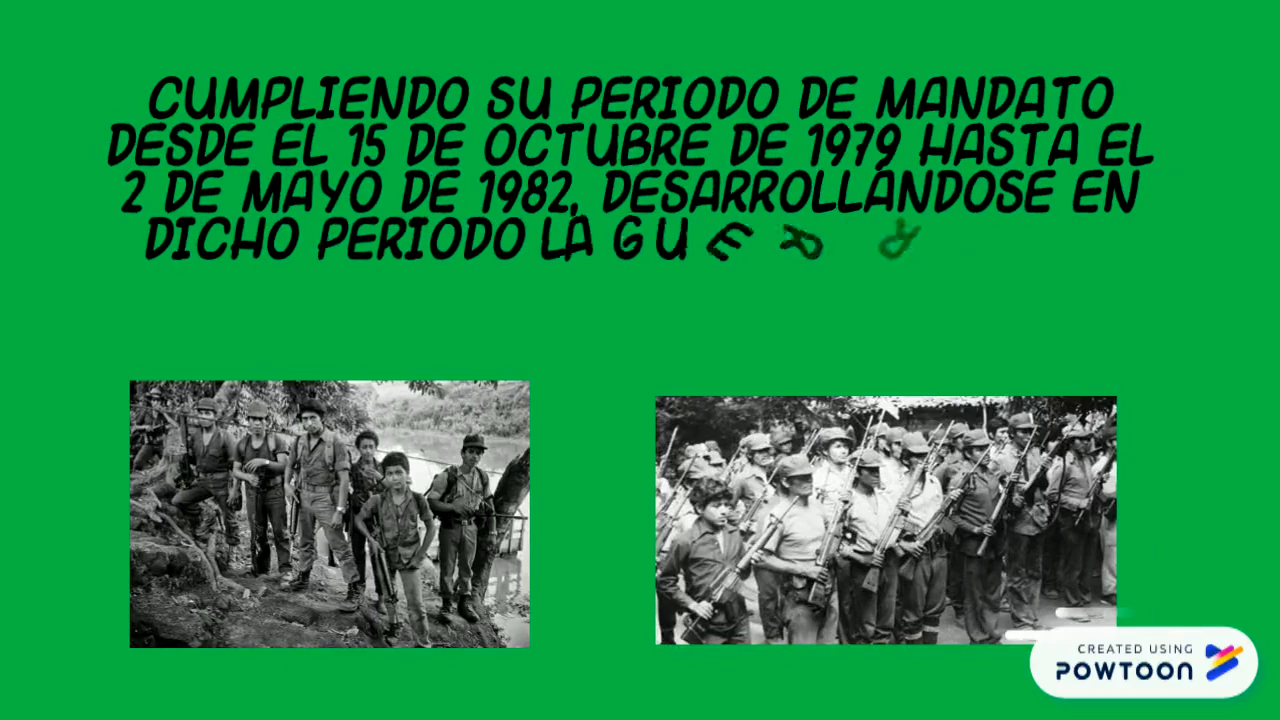 CUMPLIENDO SU PERIODO DE MANDATO
DESDE EL 15 DE OCTUBRE DE 1979 HASTA EL
2 DE MAYO DE 1982, DESARROLLANDOSE EN
DICHO PERIODO LA GUERR
CREATED USING
POWTOON